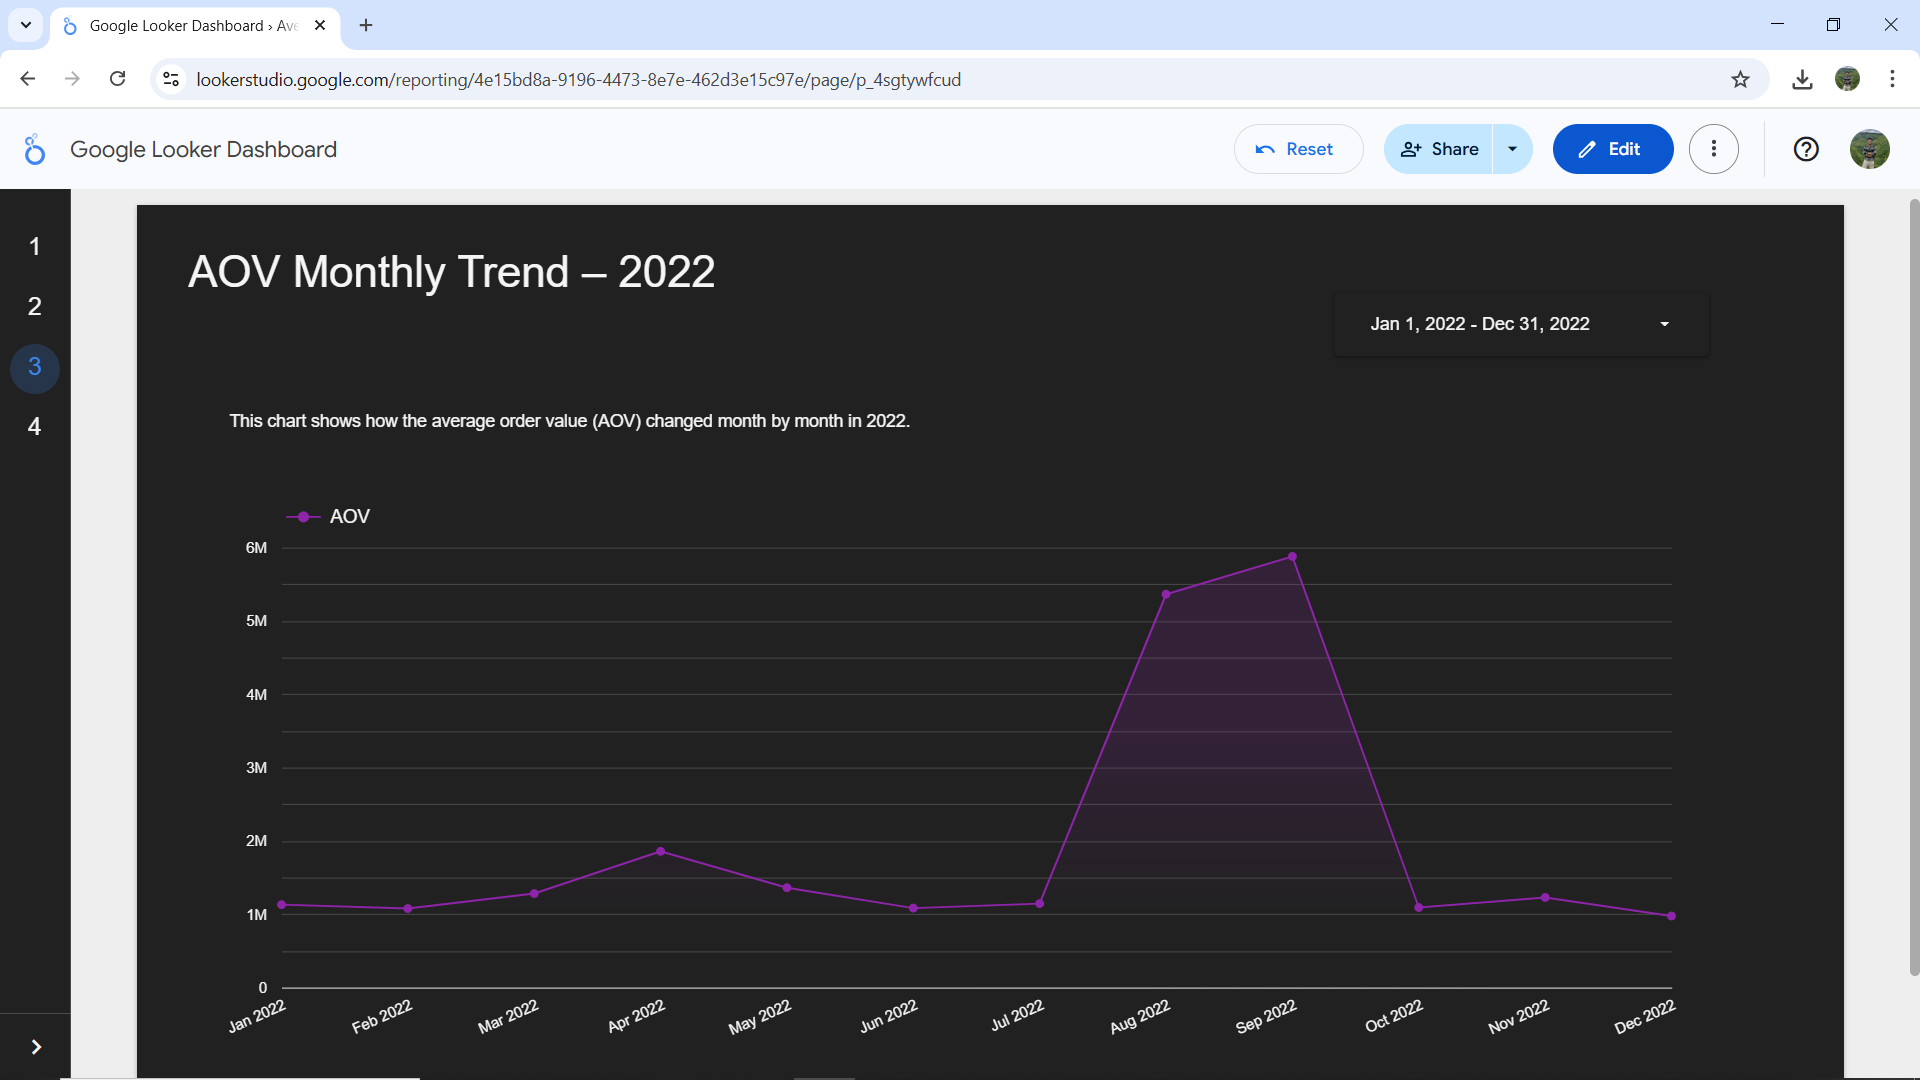 Google Looker Dashboard › Ave
lookerstudio.google.com/reporting/4e15bd8a-9196-4473-8e7e-462d3e15c97e/page/p_4sgtywfcud
Google Looker Dashboard
Reset
Share
Edit
1
2
3
4
AOV Monthly Trend – 2022
Jan 1, 2022 - Dec 31, 2022
This chart shows how the average order value (AOV) changed month by month in 2022.
AOV
6M
5M
4M
3M
2M
1M
0
Jan 2022 Feb 2022 Mar 2022 Apr 2022 May 2022 Jun 2022 Jul 2022 Aug 2022 Sep 2022 Oct 2022 Nov 2022 Dec 2022